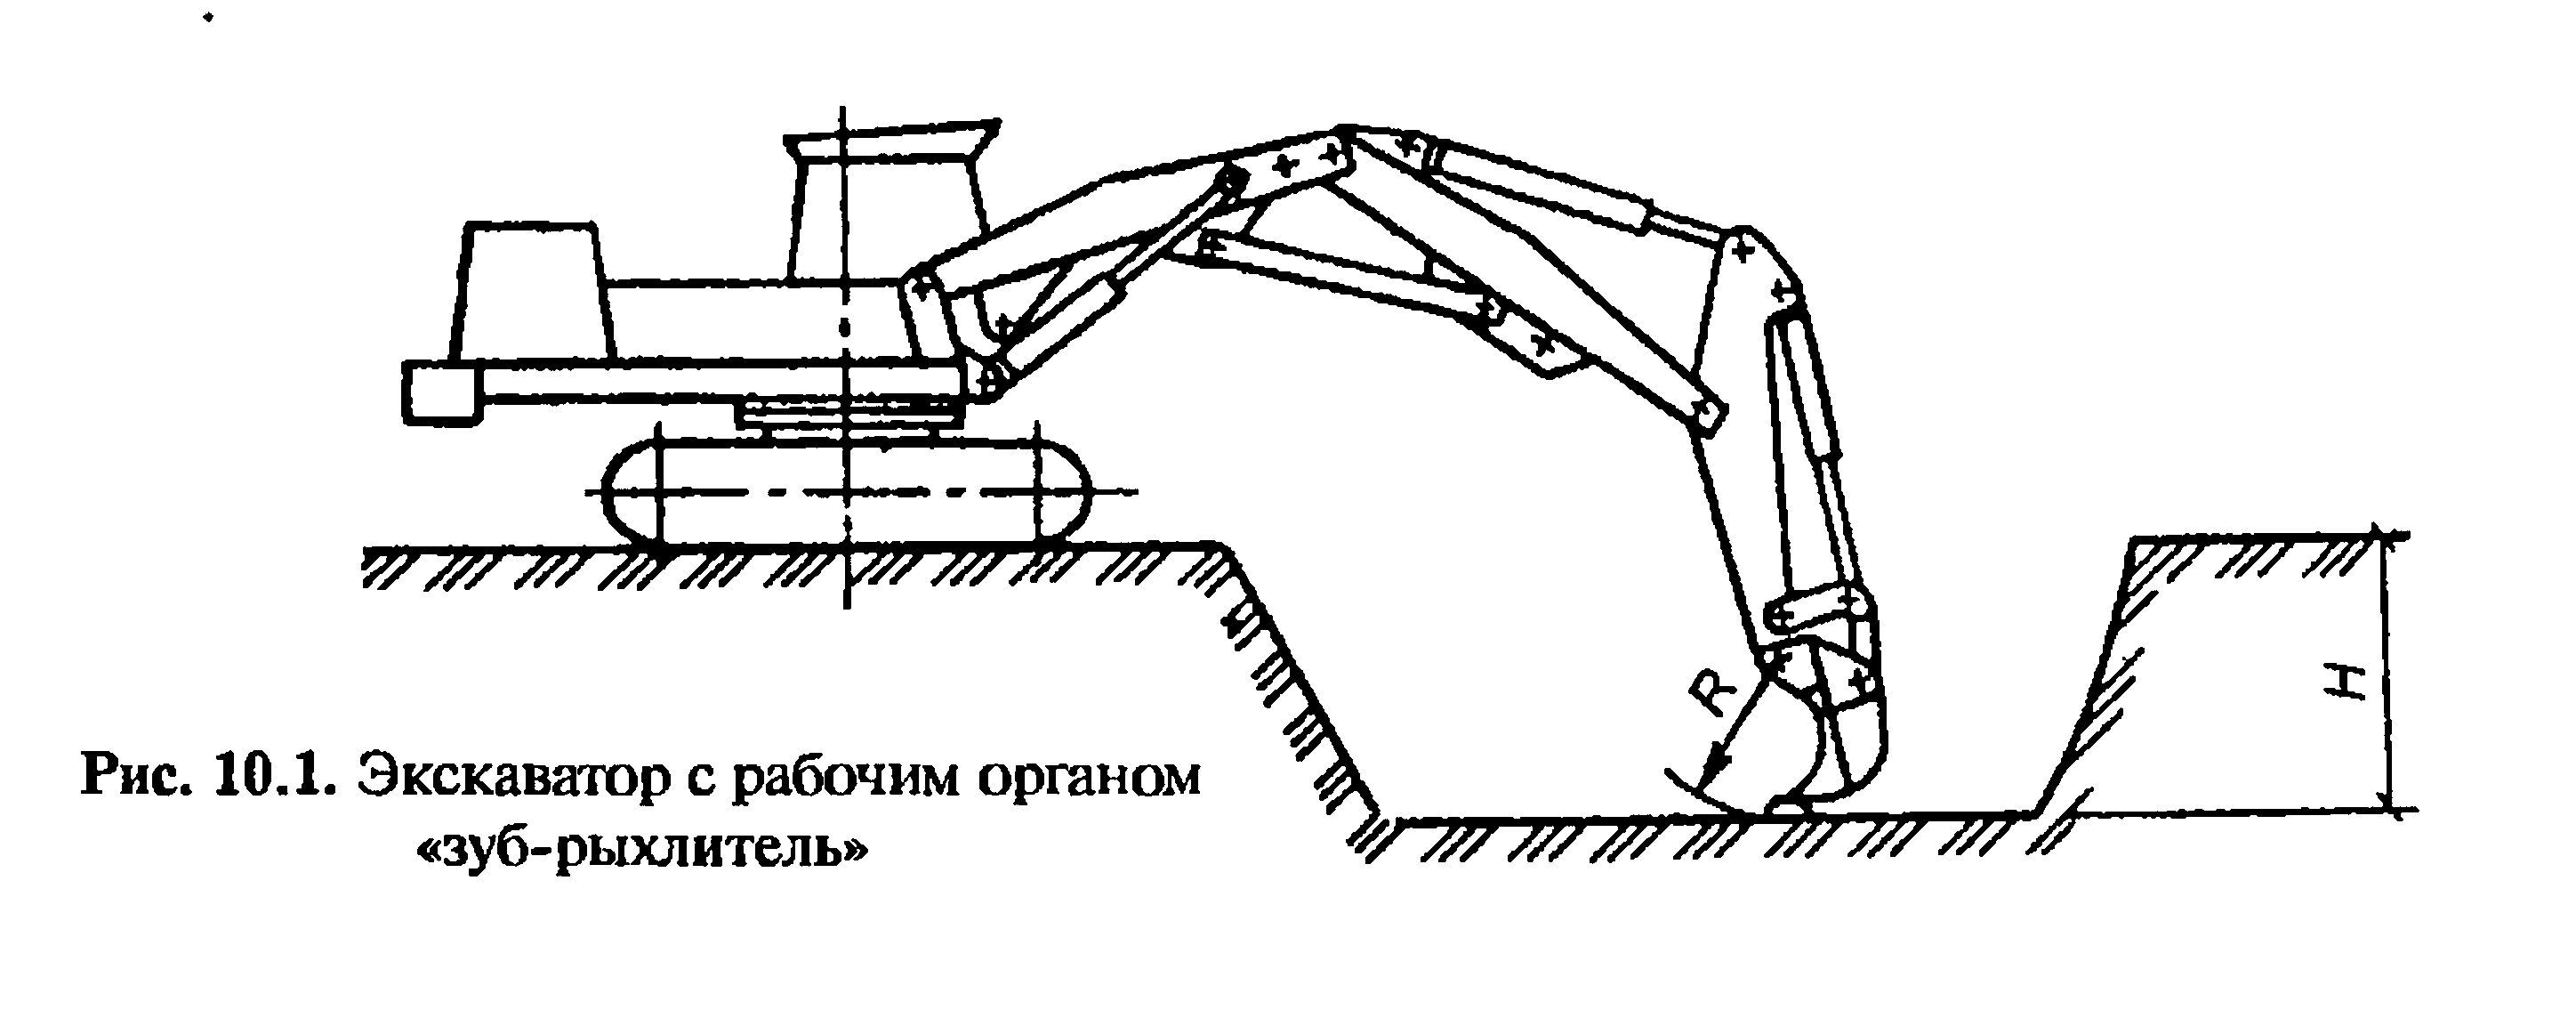 R
H
Рис. 10.1. Экскаватор с рабочим органом
«зуб-рыхлитель»